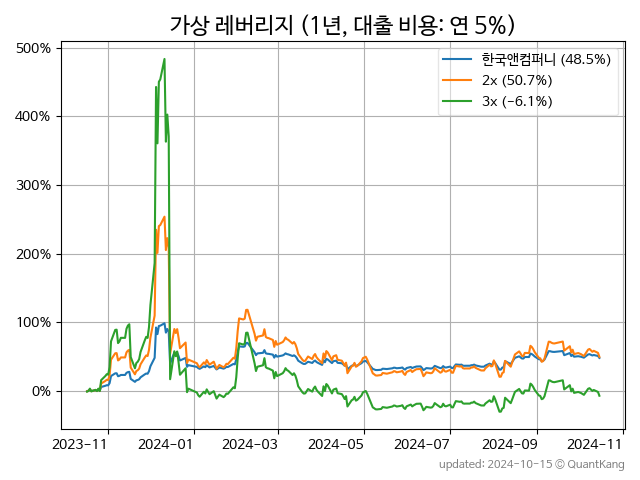 가상 레버리지 (1년, 대출 비용: 연 5%)
500%
400%
300%
200%
100%
0%
한국앤컴퍼니 (48.5%)
2x (50.7%)
3x (−6.1%)
2023-11
2024-01
2024-03
2024-05
2024-07
2024-09
2024-11
updated: 2024-10-15 © QuantKang